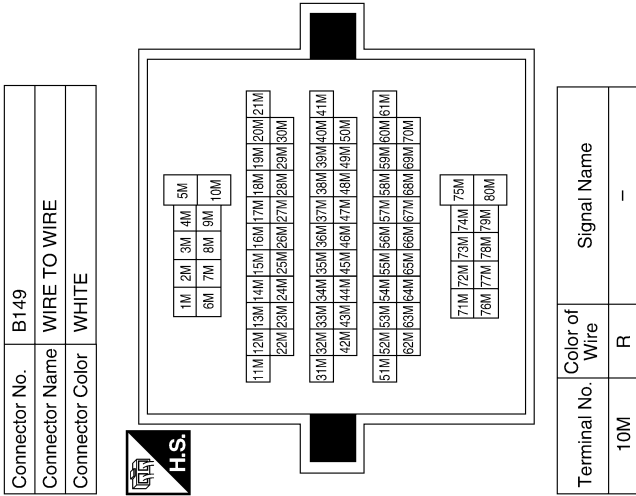 Connector No. B149
Connector Name WIRE TO WIRE
Connector Color WHITE
H.S.
1M 2M 3M 4M 5M
6M 7M 8M 9M 10M
11M 12M 13M 14M 15M 16M 17M 18M 19M 20M 21M
22M 23M 24M 25M 26M 27M 28M 29M 30M
31M 32M 33M 34M 35M 36M 37M 38M 39M 40M 41M
42M 43M 44M 45M 46M 47M 48M 49M 50M
51M 52M 53M 54M 55M 56M 57M 58M 59M 60M 61M
62M 63M 64M 65M 66M 67M 68M 69M 70M
71M 72M 73M 74M 75M
76M 77M 78M 79M 80M
Terminal No. Color of Wire Signal Name
10M R –